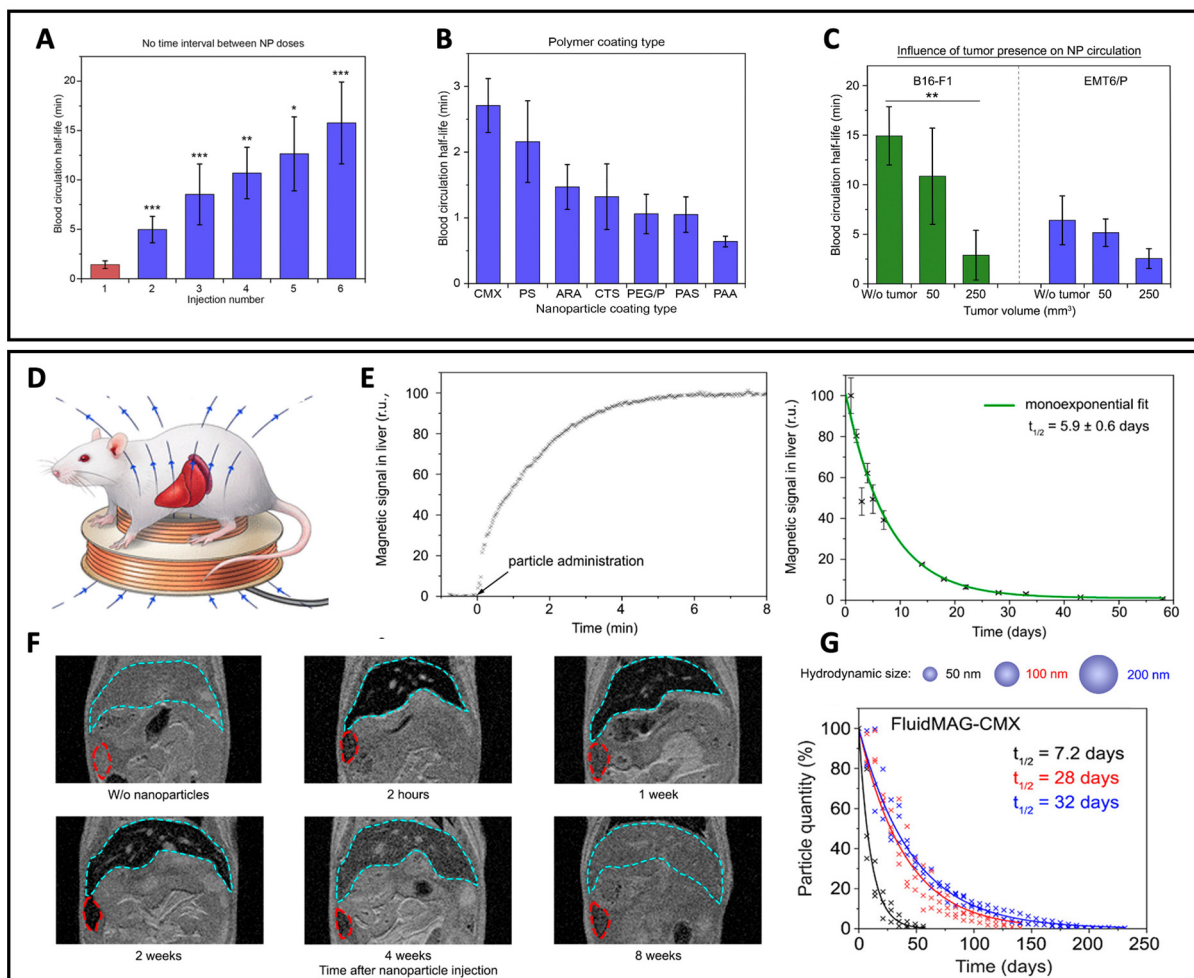 A
No time interval between NP doses
Blood circulation half-life (min)
20
15
10
5
0
***
***
**
*
***
1 2 3 4 5 6
Injection number
B
Polymer coating type
Blood circulation half-life (min)
3
2
1
0
CMX PS ARA CTS PEG/P PAS PAA
Nanoparticle coating type
C
Influence of tumor presence on NP circulation
B16-F1 EMT6/P
**
Blood circulation half-life (min)
20
15
10
5
0
W/o tumor 50 250 W/o tumor 50 250
Tumor volume (mm³)
D
E
Magnetic signal in liver (r.u.,
100
80
60
40
20
0
particle administration
0 2 4 6 8
Time (min)
Magnetic signal in liver (r.u.)
100
80
60
40
20
0
monoexponential fit
t1/2 = 5.9 ± 0.6 days
0 10 20 30 40 50 60
Time (days)
F
W/o nanoparticles 2 hours 1 week
2 weeks 4 weeks 8 weeks
Time after nanoparticle injection
G
Hydrodynamic size: 50 nm 100 nm 200 nm
FluidMAG-CMX
t1/2 = 7.2 days
t1/2 = 28 days
t1/2 = 32 days
Particle quantity (%)
100
80
60
40
20
0
0 50 100 150 200 250
Time (days)